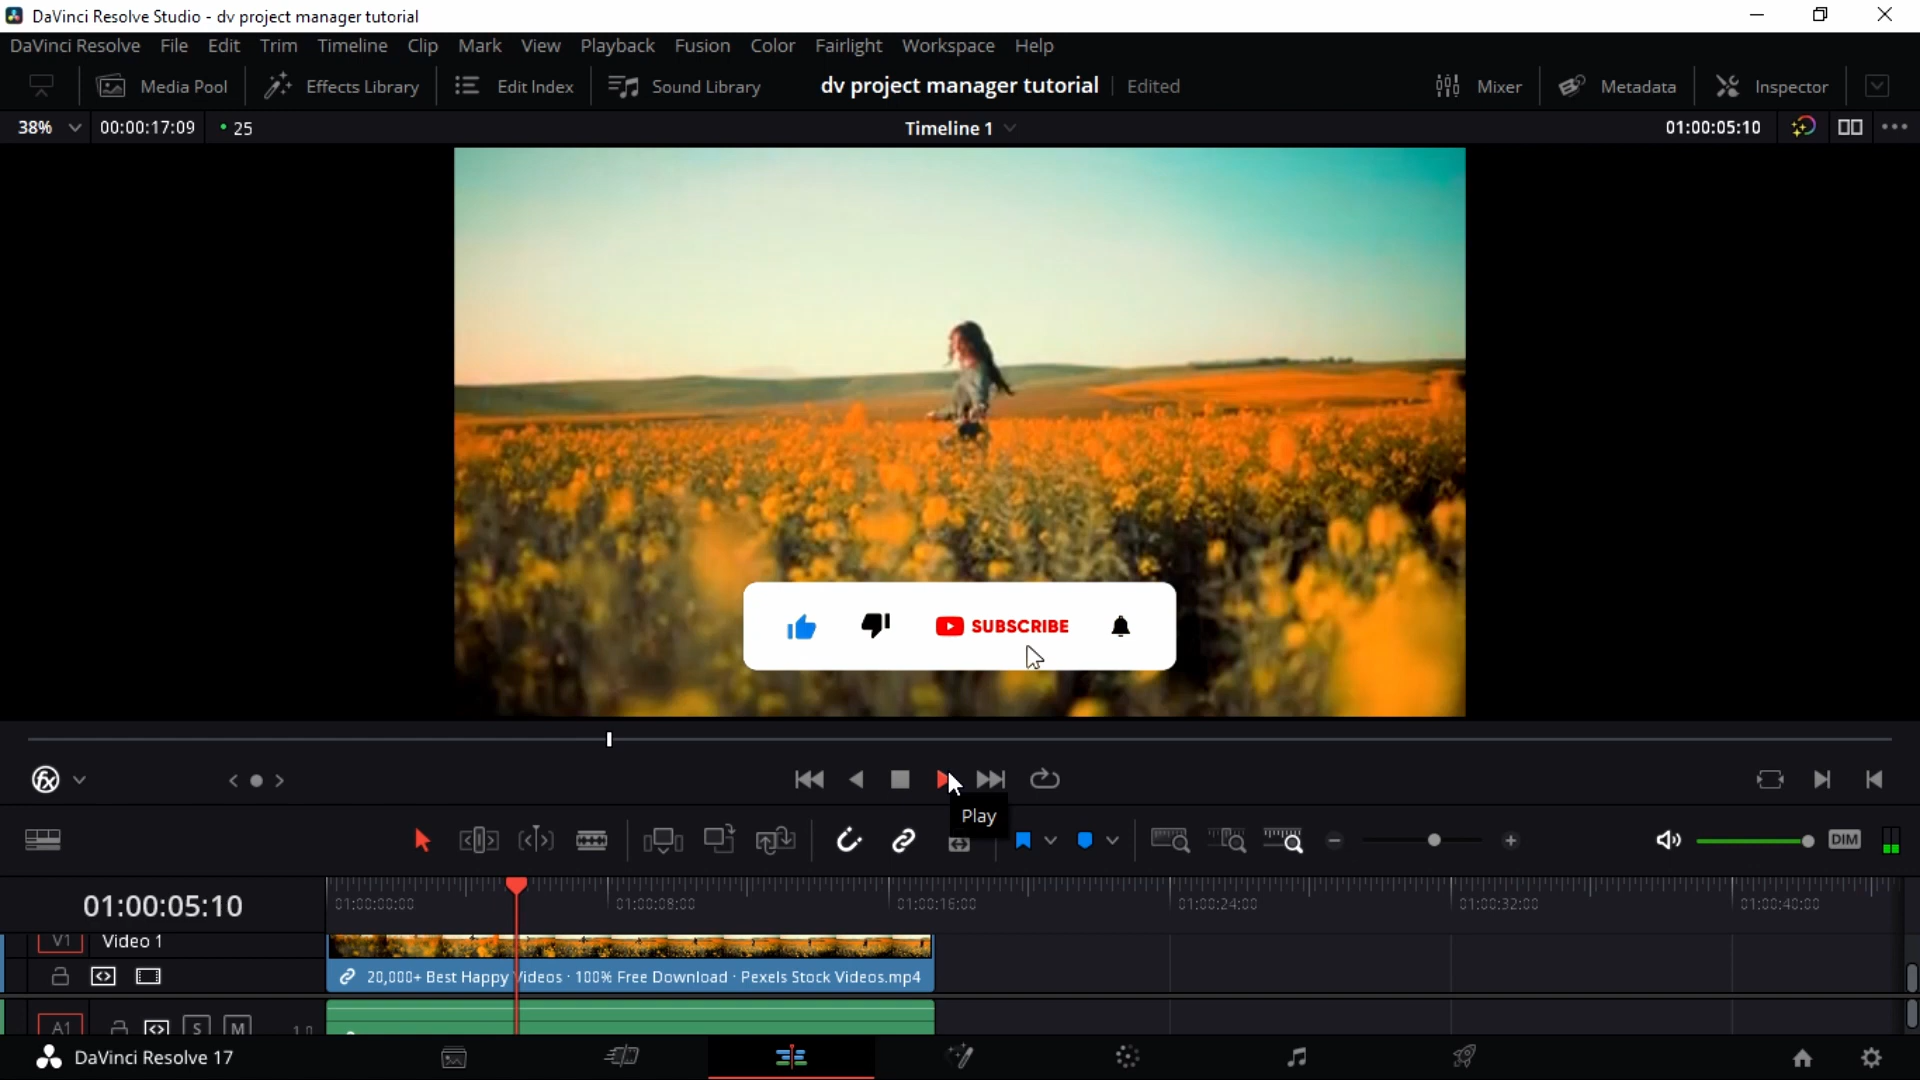 DaVinci Resolve Studio - dv project manager tutorial
DaVinci Resolve File Edit Trim Timeline Clip Mark View Playback Fusion Color Fairlight Workspace Help
Media Pool Effects Library Edit Index Sound Library dv project manager tutorial Edited Mixer Metadata Inspector
38% 00:00:17:09 25 Timeline 1 01:00:05:10
SUBSCRIBE
Play
DIM
01:00:05:10 01:00:00:00 01:00:08:00 01:00:16:00 01:00:24:00 01:00:32:00 01:00:40:00
V1 Video 1
20,000+ Best Happy Videos · 100% Free Download · Pexels Stock Videos.mp4
A1 S M 1.0
DaVinci Resolve 17